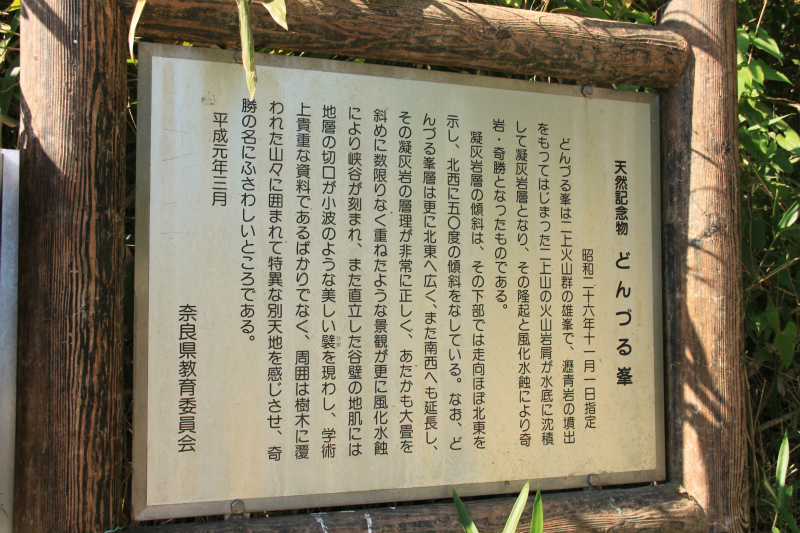 天然記念物 どんづる峯
昭和二十六年十一月一日指定
どんづる峯は二上火山群の雄峯で、瀝青岩の墳出
をもつてはじまった二上山の火山岩屑が水底に沈積
して凝灰岩層となり、その隆起と風化水蝕により奇
岩・奇勝となつたものである。
凝灰岩層の傾斜は、その下部では走向ほぼ北東を
示し、北西に五〇度の傾斜をなしている。なお、ど
んづる峯層は更に北東へ広く、また南西へも延長し、
その凝灰岩の層理が非常に正しく、あたかも大畳を
斜めに数限りなく重ねたような景観が更に風化水蝕
により峡谷が刻まれ、また直立した谷壁の地肌には
地層の切口が小波のような美しい襞を現わし、学術
上貴重な資料であるばかりでなく、周囲は樹木に覆
われた山々に囲まれて特異な別天地を感じさせ、奇
勝の名にふさわしいところである。
平成元年三月
奈良県教育委員会